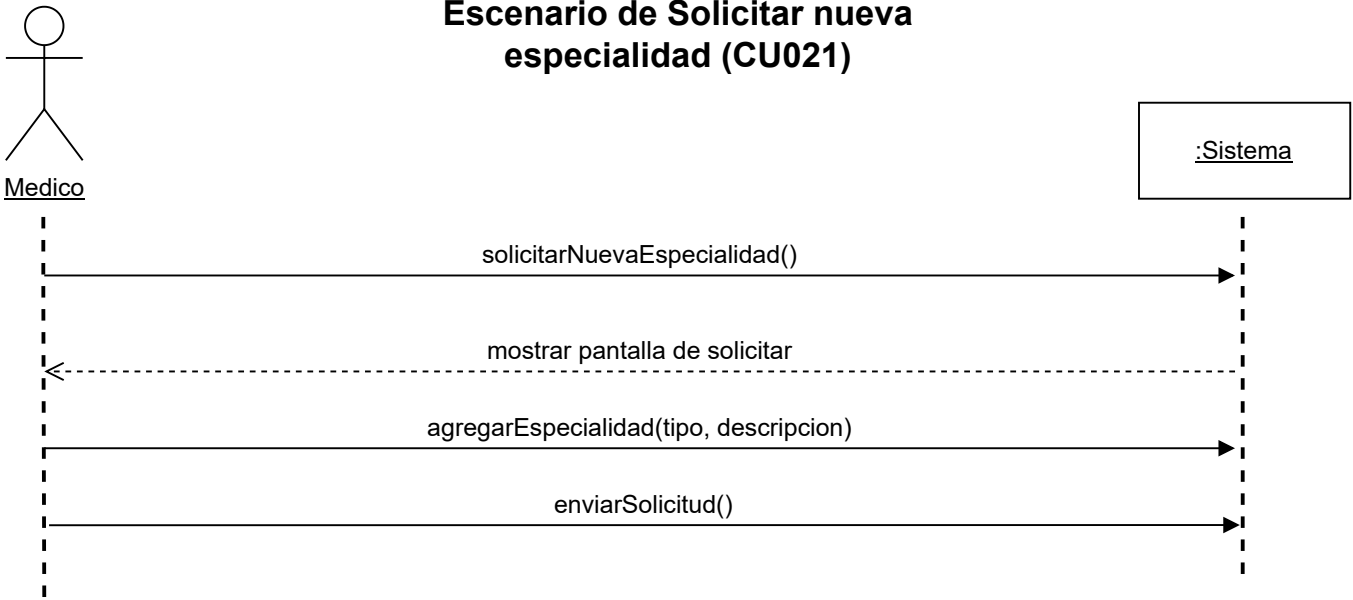 Escenario de Solicitar nueva
especialidad (CU021)
:Sistema
Medico
solicitarNuevaEspecialidad()
mostrar pantalla de solicitar
agregarEspecialidad(tipo, descripcion)
enviarSolicitud()